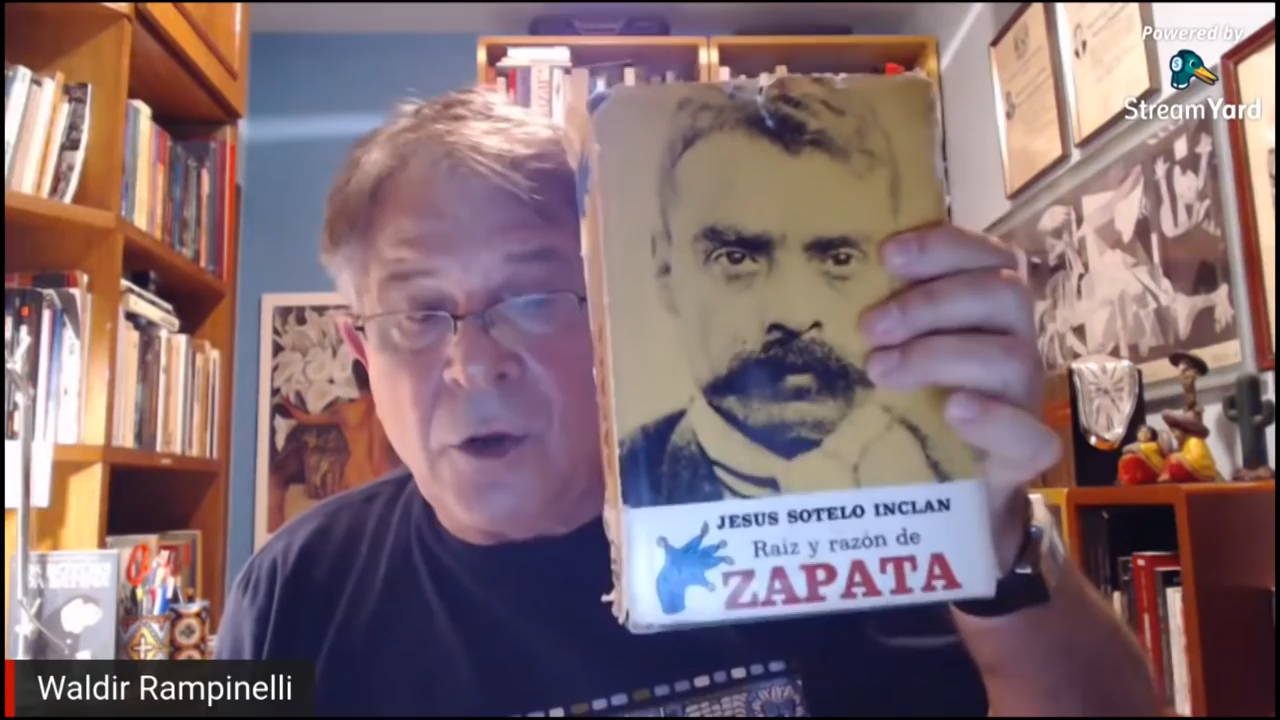 Powered by
StreamYard
JESUS SOTELO INCLAN
Raíz y razón de
ZAPATA
Waldir Rampinelli